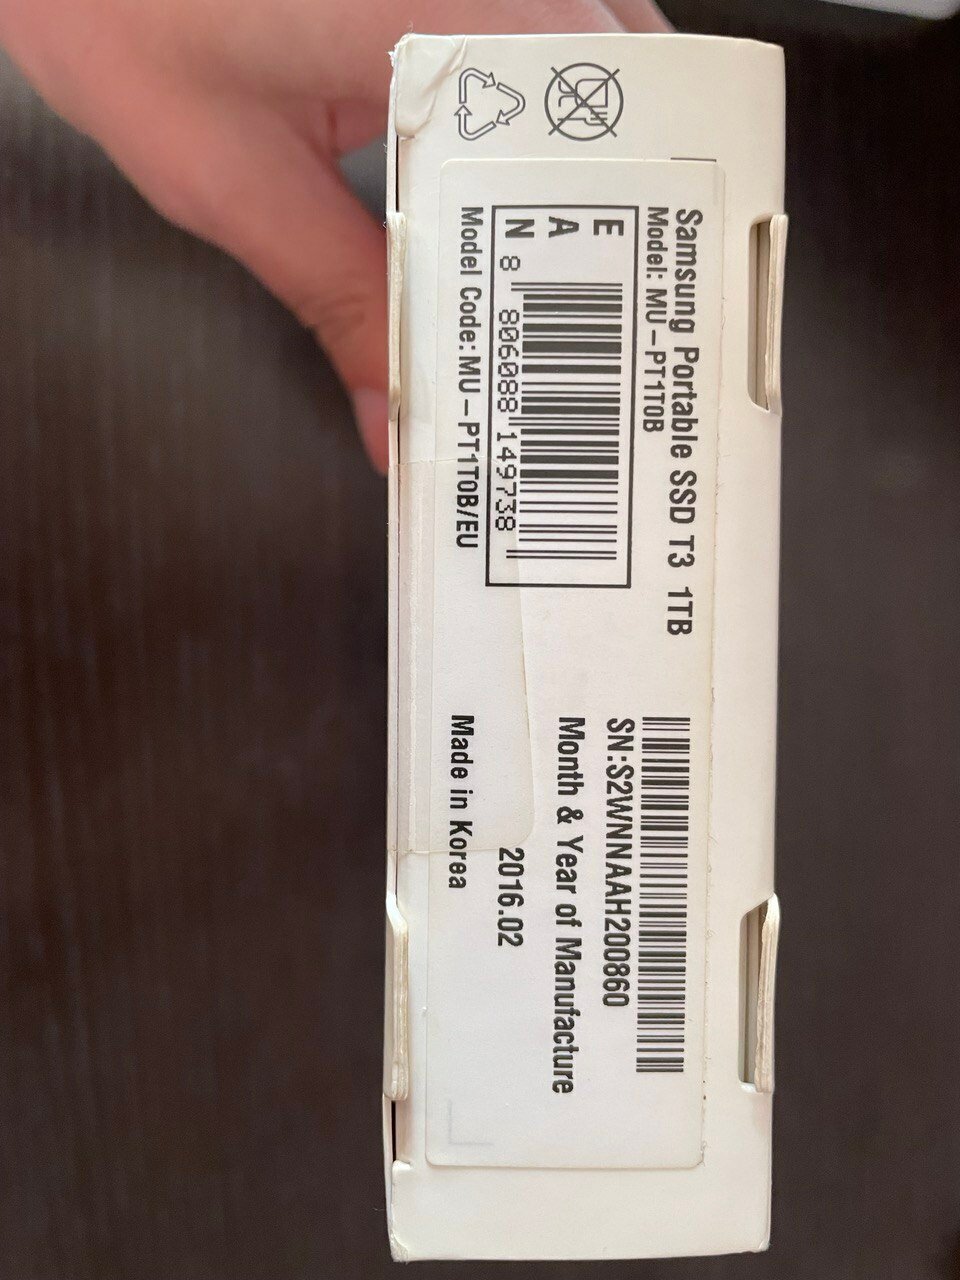 Samsung Portable SSD T3 1TB
Model: MU-PT1T0B
E
A
N
8 806088 149738
Model Code: MU-PT1T0B/EU
SN:S2WNNAAH200860
Month & Year of Manufacture
2016.02
Made in Korea